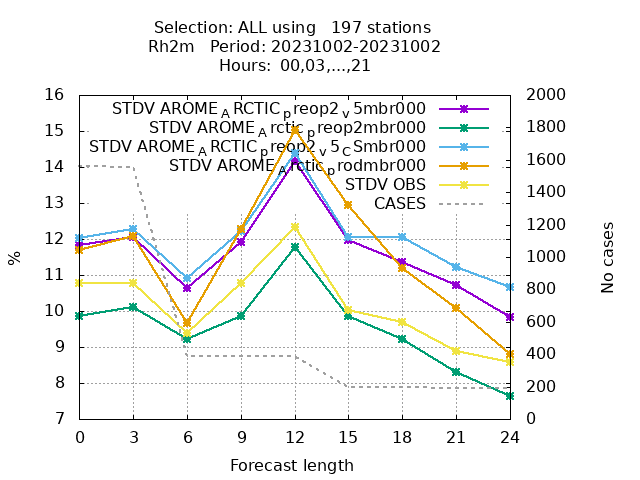 Selection: ALL using 197 stations
Rh2m Period: 20231002-20231002
Hours: 00,03,...,21
16
15
14
13
12
11
10
9
8
7
%
STDV AROME_ARCTIC_preop2_v5mbr000
STDV AROME_Arctic_preop2mbr000
STDV AROME_ARCTIC_preop2_v5_CSmbr000
STDV AROME_Arctic_prodmbr000
STDV OBS
CASES
2000
1800
1600
1400
1200
1000
800
600
400
200
0
No cases
0 3 6 9 12 15 18 21 24
Forecast length